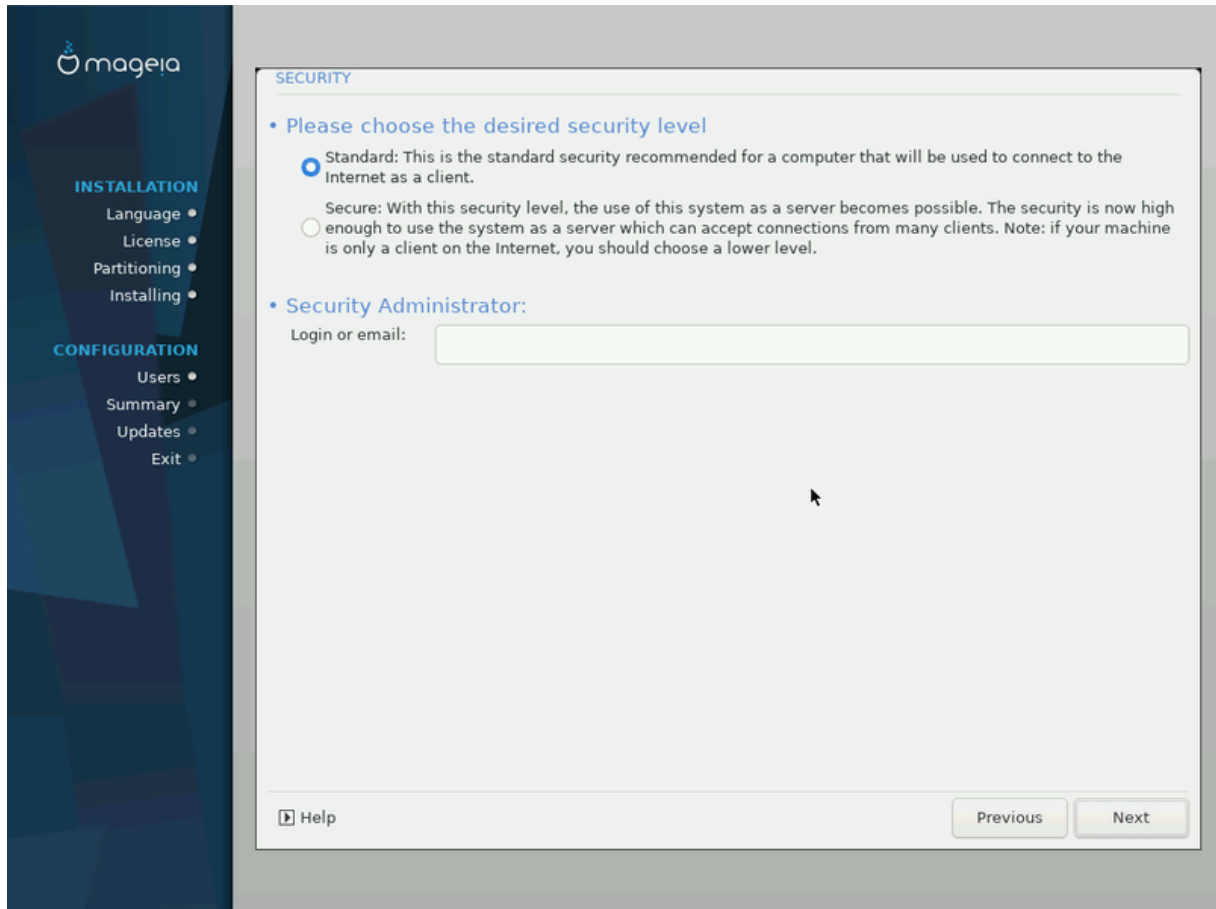 mageia
INSTALLATION
Language
License
Partitioning
Installing
CONFIGURATION
Users
Summary
Updates
Exit
SECURITY
• Please choose the desired security level
Standard: This is the standard security recommended for a computer that will be used to connect to the
Internet as a client.
Secure: With this security level, the use of this system as a server becomes possible. The security is now high
enough to use the system as a server which can accept connections from many clients. Note: if your machine
is only a client on the Internet, you should choose a lower level.
• Security Administrator:
Login or email:
Help
Previous
Next